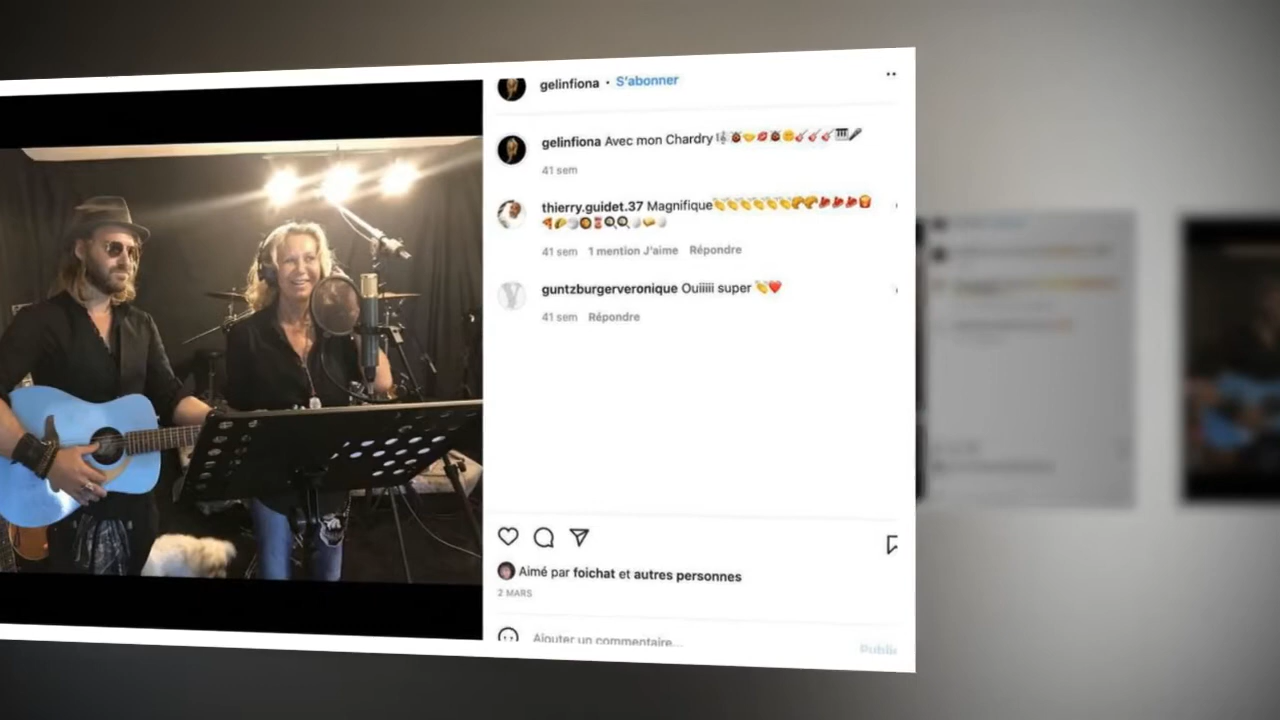 gelinfiona • S'abonner
gelinfiona Avec mon Chardry
41 sem
thierry.guidet.37 Magnifique
41 sem 1 mention J'aime Répondre
guntzburgerveronique Ouiiiii super 👏❤️
41 sem Répondre
Aimé par foichat et autres personnes
2 MARS
Ajouter un commentaire...
Publier